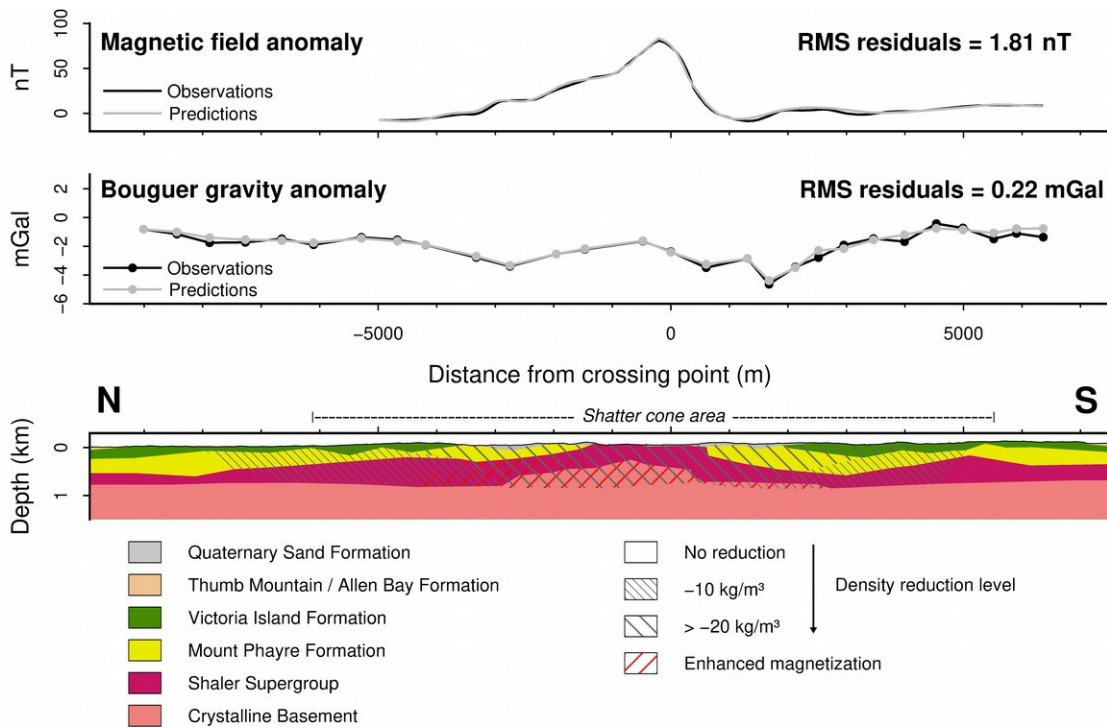 Magnetic field anomaly
RMS residuals = 1.81 nT
nT
100
50
0
Observations
Predictions
Bouguer gravity anomaly
RMS residuals = 0.22 mGal
mGal
2
0
−2
−4
−6
Observations
Predictions
−5000
0
5000
Distance from crossing point (m)
N
S
Shatter cone area
Depth (km)
0
1
Quaternary Sand Formation
Thumb Mountain / Allen Bay Formation
Victoria Island Formation
Mount Phayre Formation
Shaler Supergroup
Crystalline Basement
No reduction
−10 kg/m³
> −20 kg/m³
Enhanced magnetization
Density reduction level